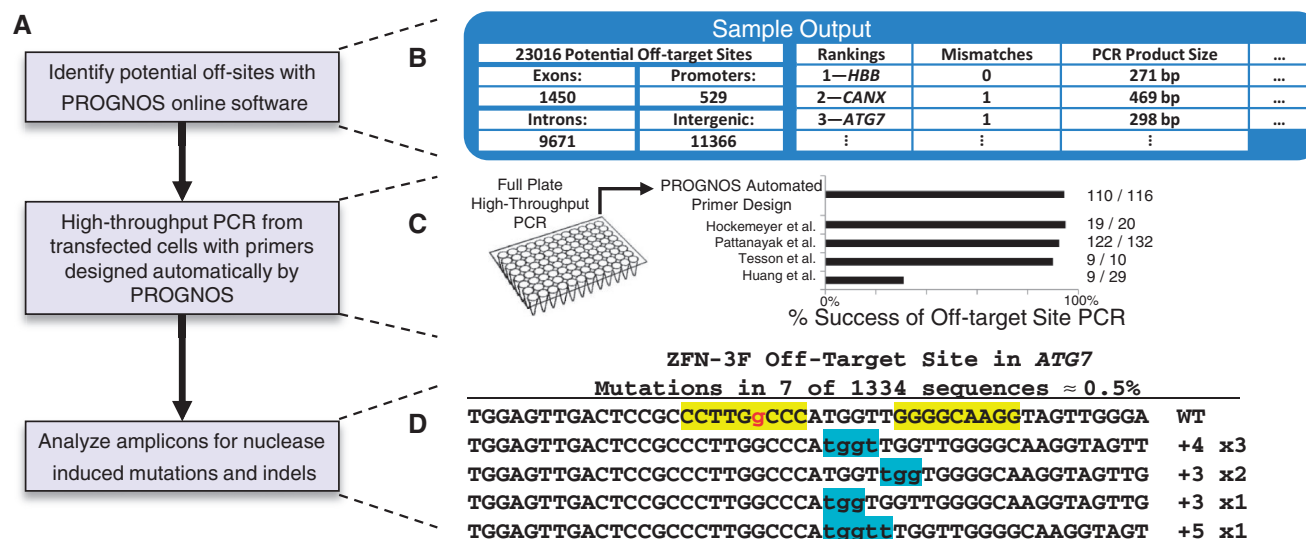 A
Identify potential off-sites with
PROGNOS online software
High-throughput PCR from
transfected cells with primers
designed automatically by
PROGNOS
Analyze amplicons for nuclease
induced mutations and indels
B
Sample Output
23016 Potential Off-target Sites
Exons: Promoters:
1450 529
Introns: Intergenic:
9671 11366
Rankings Mismatches PCR Product Size ...
1—HBB 0 271 bp ...
2—CANX 1 469 bp ...
3—ATG7 1 298 bp ...
⋮ ⋮ ⋮
C
Full Plate
High-Throughput
PCR
PROGNOS Automated
Primer Design
110 / 116
Hockemeyer et al. 19 / 20
Pattanayak et al. 122 / 132
Tesson et al. 9 / 10
Huang et al. 9 / 29
0% 100%
% Success of Off-target Site PCR
D
ZFN-3F Off-Target Site in ATG7
Mutations in 7 of 1334 sequences ≈ 0.5%
TGGAGTTGACTCCGCCCTTGgCCCATGGTTGGGGCAAGGTAGTTGGGA WT
TGGAGTTGACTCCGCCCTTGGCCCAtggtTGGTTGGGGCAAGGTAGTT +4 x3
TGGAGTTGACTCCGCCCTTGGCCCATGGTtggTGGGGCAAGGTAGTTG +3 x2
TGGAGTTGACTCCGCCCTTGGCCCAtggTGGTTGGGGCAAGGTAGTTG +3 x1
TGGAGTTGACTCCGCCCTTGGCCCAtggttTGGTTGGGGCAAGGTAGT +5 x1